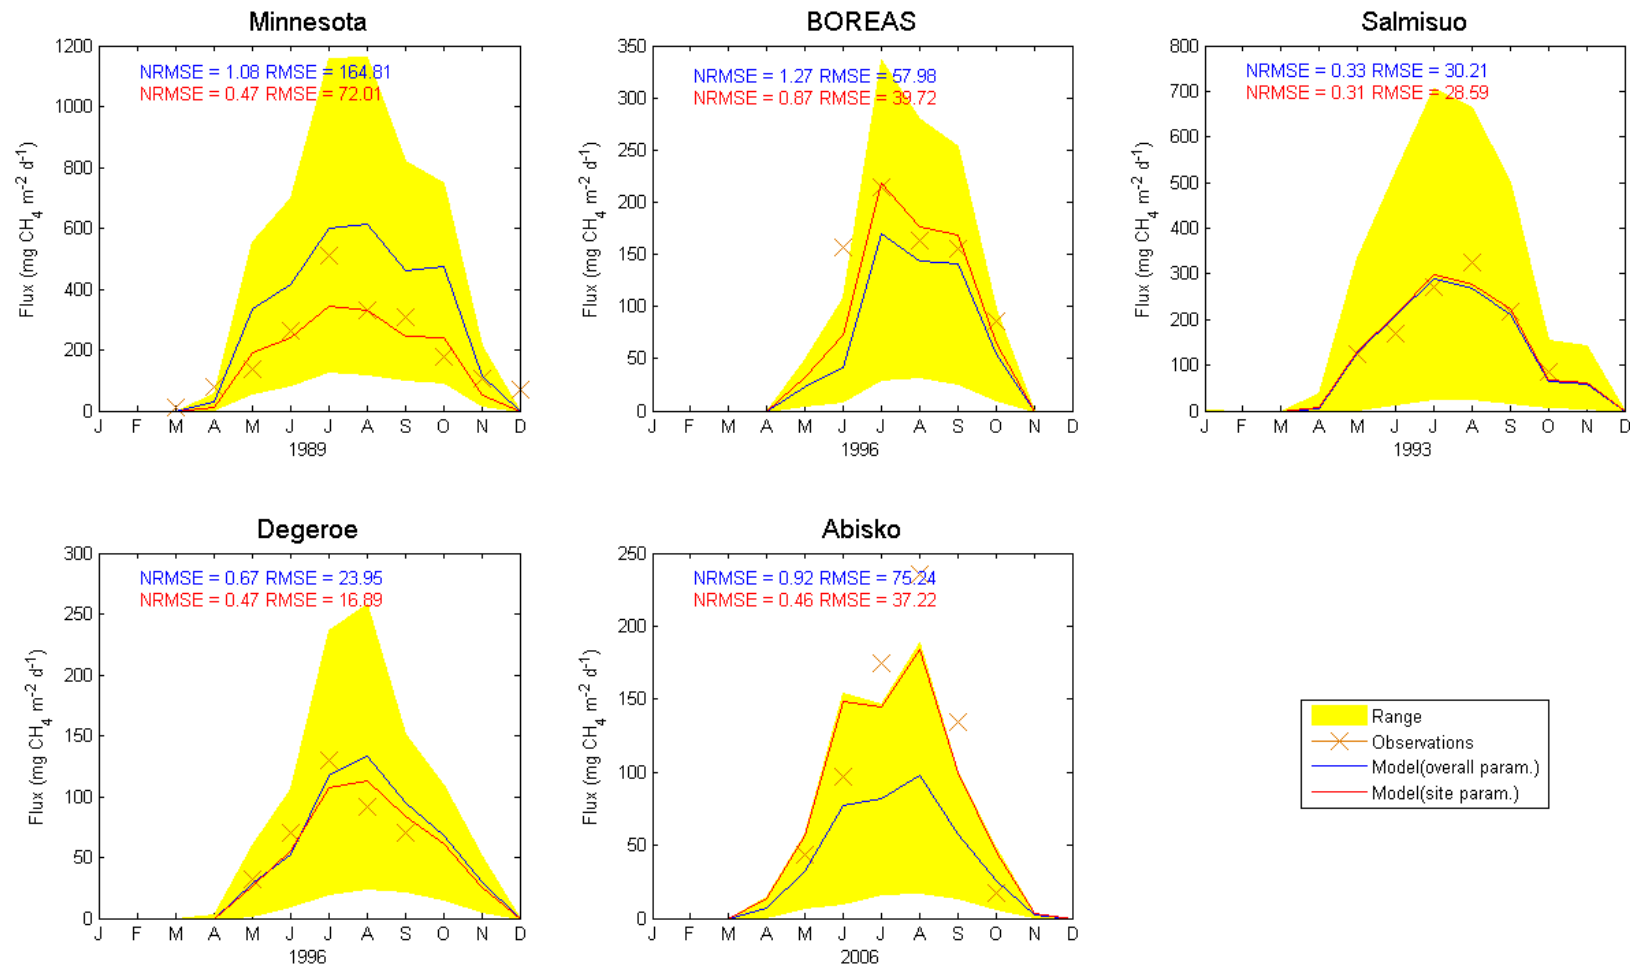 Minnesota
NRMSE = 1.08 RMSE = 164.81
NRMSE = 0.47 RMSE = 72.01
Flux (mg CH4 m-2 d-1)
1200
1000
800
600
400
200
0
J F M A M J J A S O N D
1989
BOREAS
NRMSE = 1.27 RMSE = 57.98
NRMSE = 0.87 RMSE = 39.72
Flux (mg CH4 m-2 d-1)
350
300
250
200
150
100
50
0
J F M A M J J A S O N D
1996
Salmisuo
NRMSE = 0.33 RMSE = 30.21
NRMSE = 0.31 RMSE = 28.59
Flux (mg CH4 m-2 d-1)
800
700
600
500
400
300
200
100
0
J F M A M J J A S O N D
1993
Degeroe
NRMSE = 0.67 RMSE = 23.95
NRMSE = 0.47 RMSE = 16.89
Flux (mg CH4 m-2 d-1)
300
250
200
150
100
50
0
J F M A M J J A S O N D
1996
Abisko
NRMSE = 0.92 RMSE = 75.24
NRMSE = 0.46 RMSE = 37.22
Flux (mg CH4 m-2 d-1)
250
200
150
100
50
0
J F M A M J J A S O N D
2006
Range
Observations
Model(overall param.)
Model(site param.)